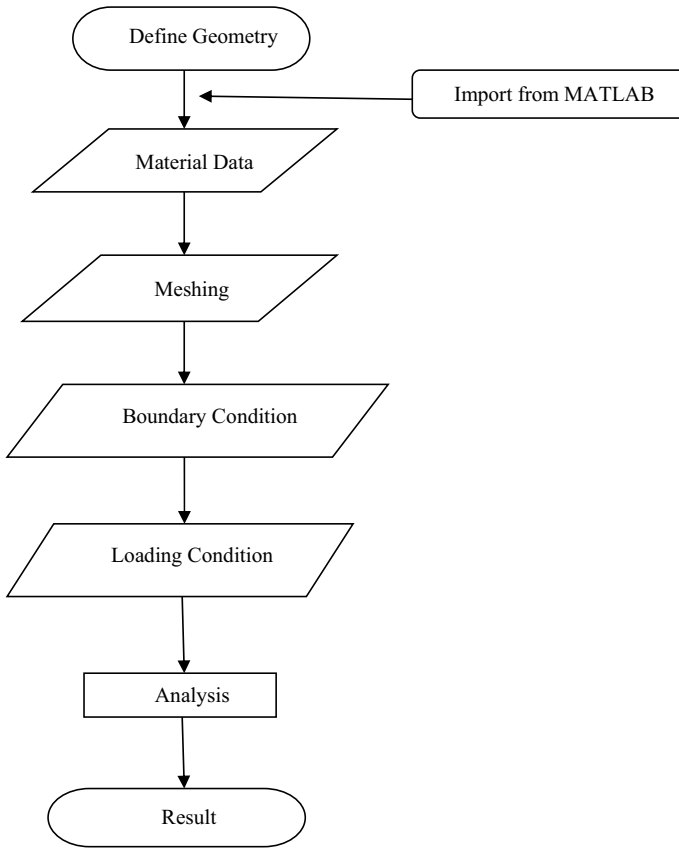 Define Geometry
Import from MATLAB
Material Data
Meshing
Boundary Condition
Loading Condition
Analysis
Result